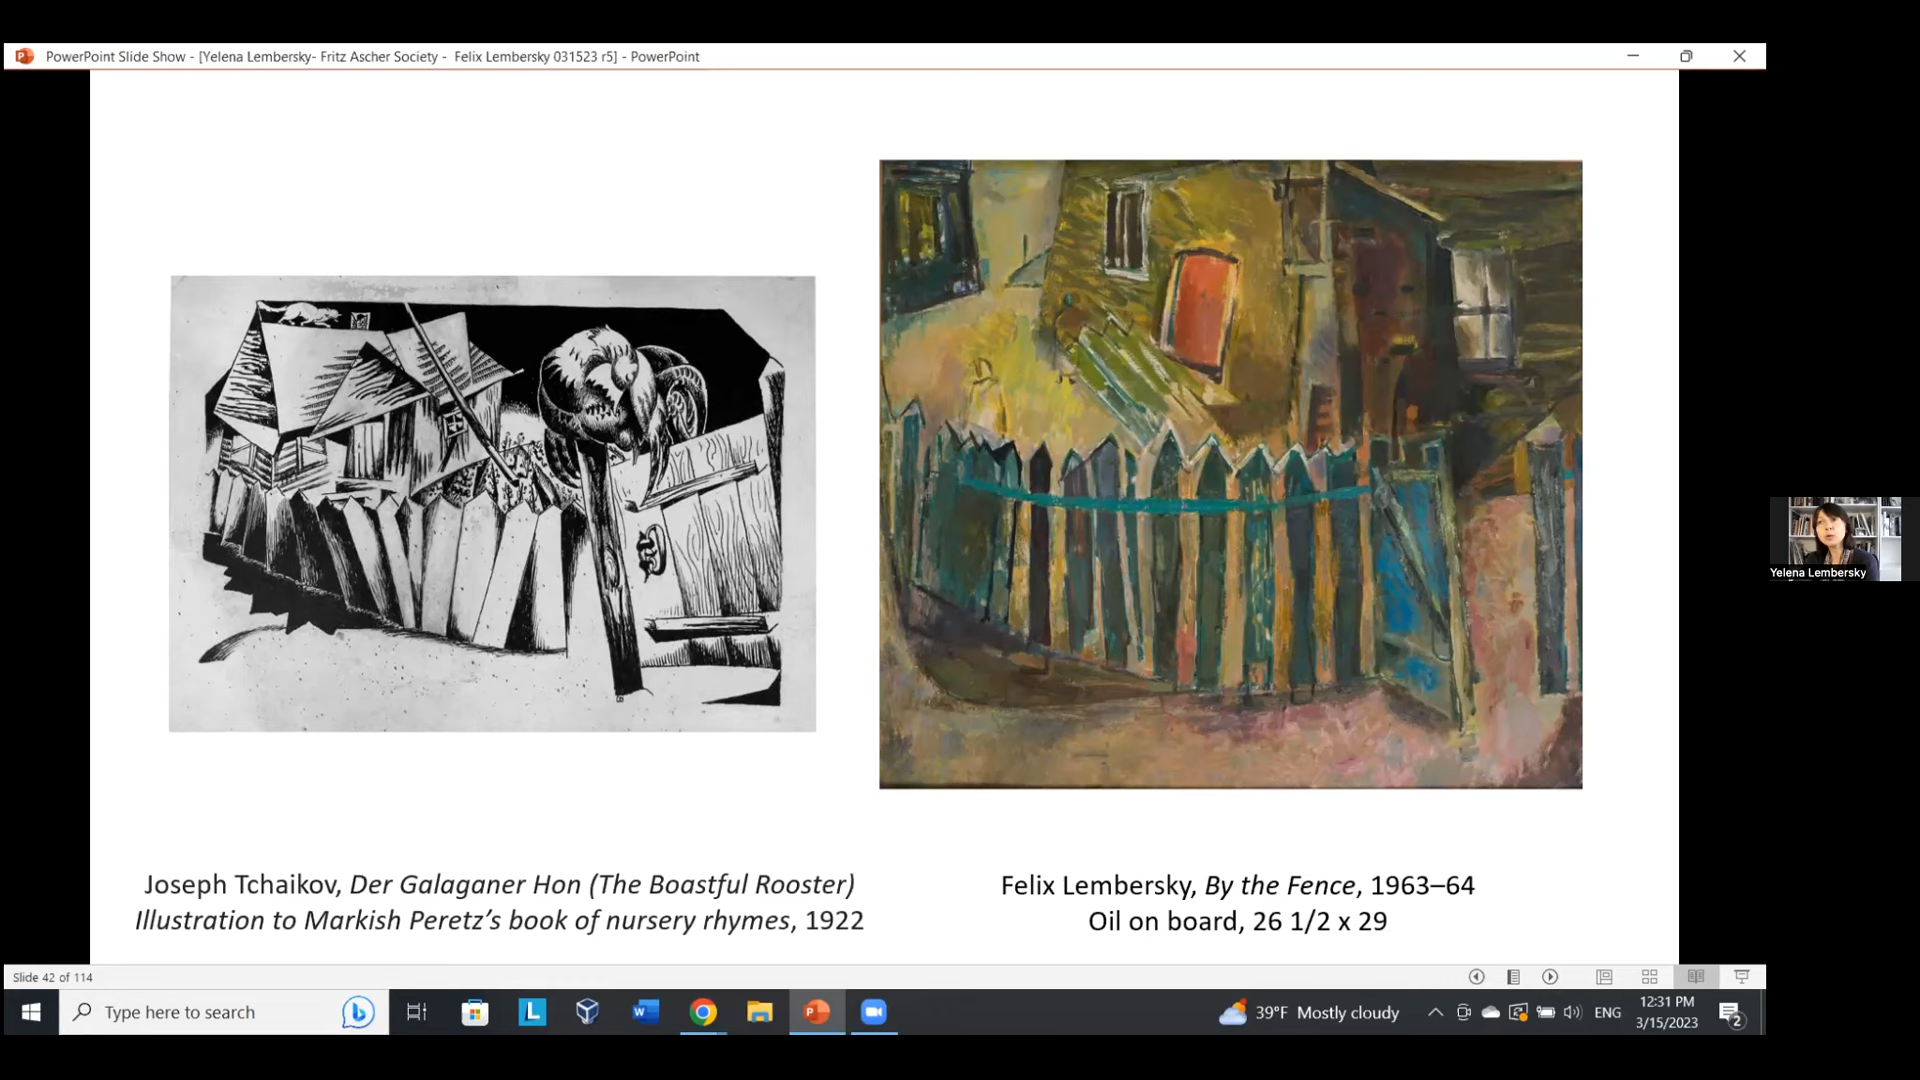 PowerPoint Slide Show - [Yelena Lembersky- Fritz Ascher Society - Felix Lembersky 031523 r5] - PowerPoint
Yelena Lembersky
Joseph Tchaikov, Der Galaganer Hon (The Boastful Rooster)
Illustration to Markish Peretz’s book of nursery rhymes, 1922
Felix Lembersky, By the Fence, 1963–64
Oil on board, 26 1/2 x 29
Slide 42 of 114
Type here to search
39°F Mostly cloudy
ENG
12:31 PM
3/15/2023
2